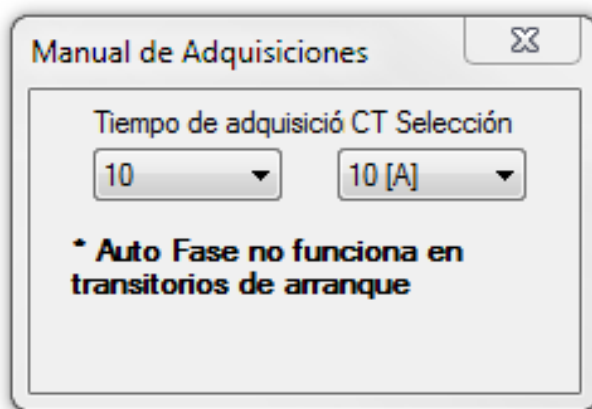 Manual de Adquisiciones
Tiempo de adquisició CT Selección
10 10 [A]
* Auto Fase no funciona en
transitorios de arranque